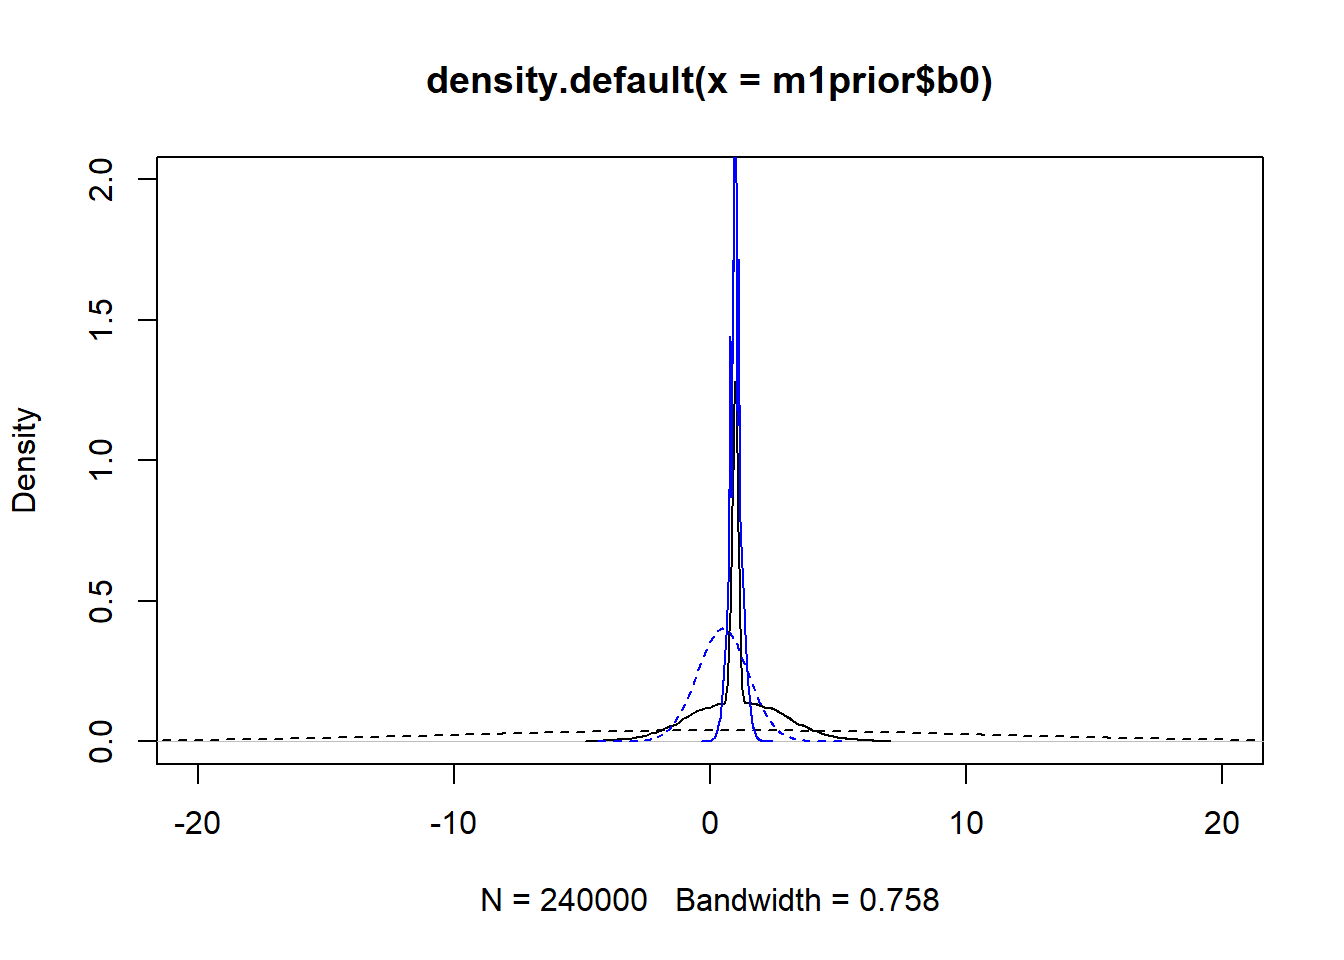 density.default(x = m1prior$b0)
2.0
1.5
1.0
0.5
0.0
Density
-20 -10 0 10 20
N = 240000 Bandwidth = 0.758